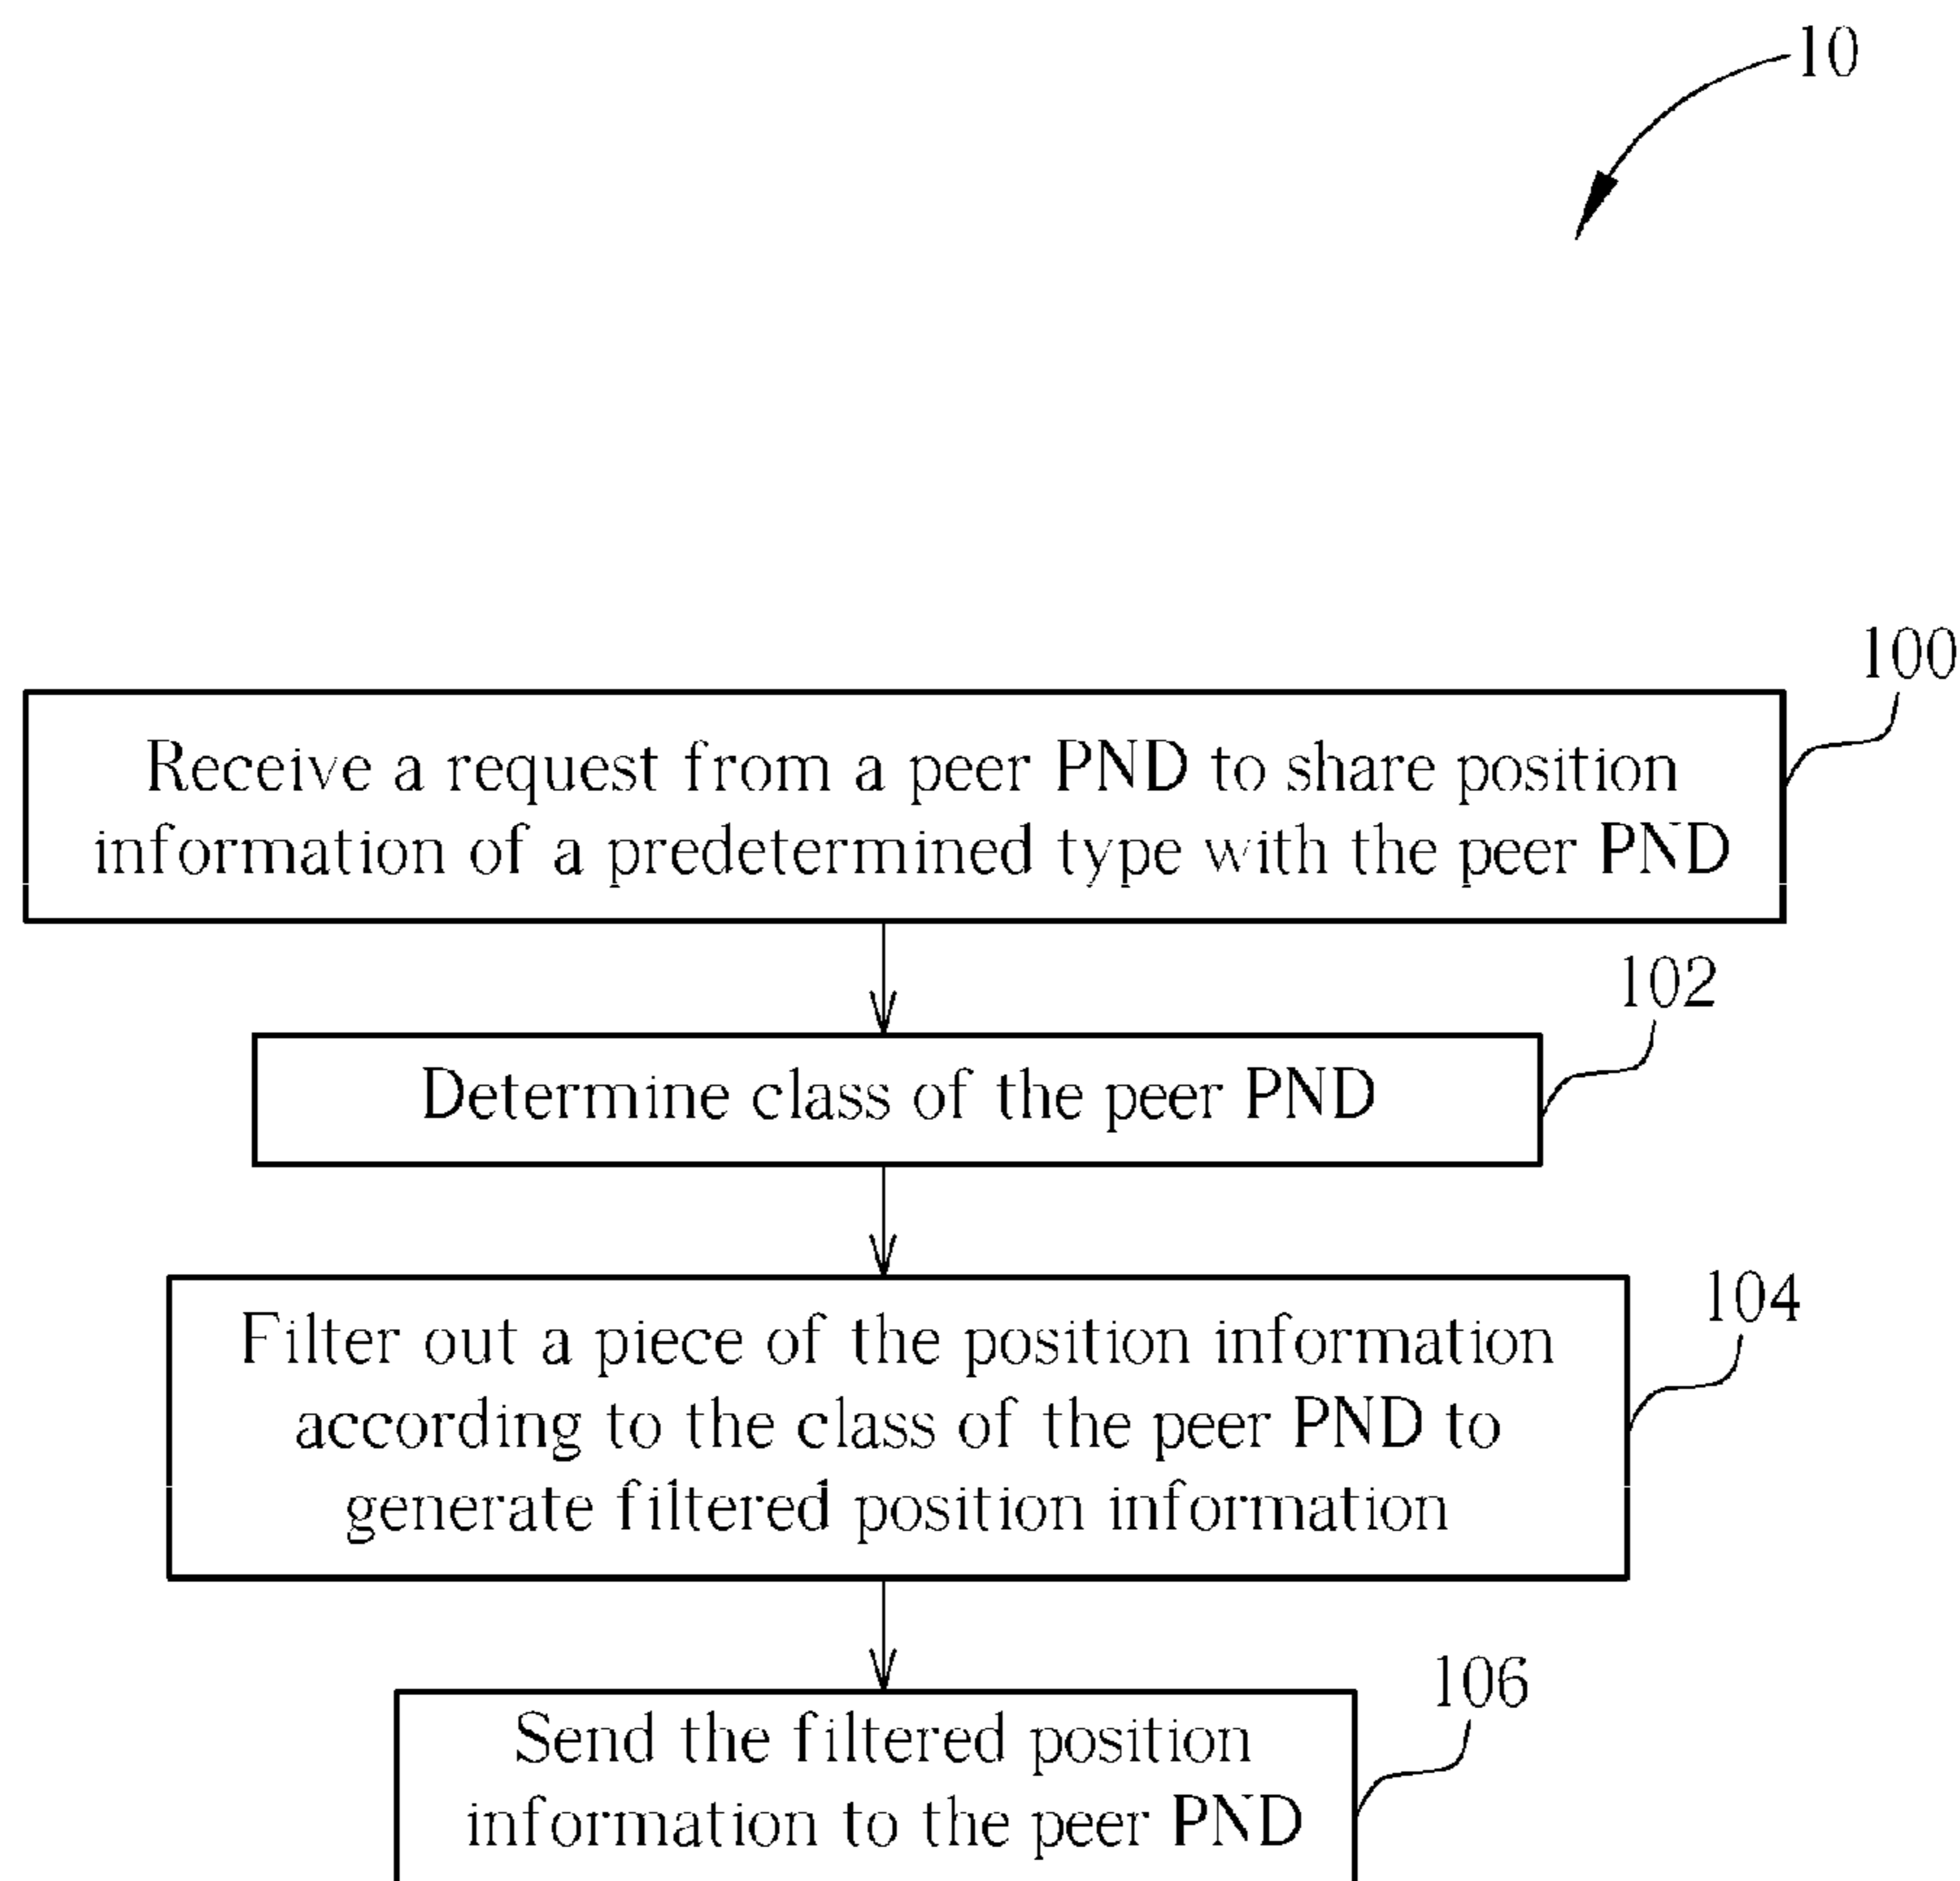 10
100
Receive a request from a peer PND to share position
information of a predetermined type with the peer PND
102
Determine class of the peer PND
104
Filter out a piece of the position information
according to the class of the peer PND to
generate filtered position information
106
Send the filtered position
information to the peer PND